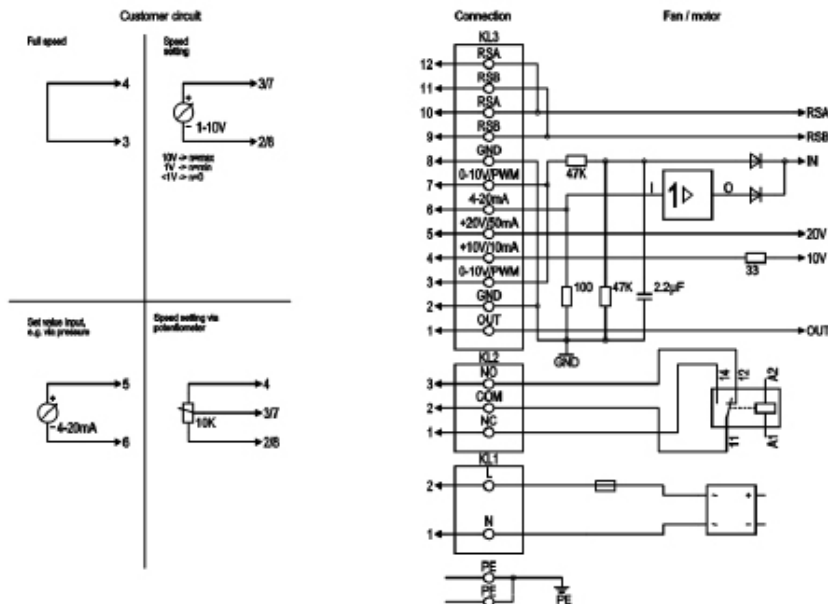 Customer circuit
Connection
Fan / motor
Full speed
4
3
Speed
setting
3/7
+
1-10V
−
2/8
10V -> n=max
1V -> n=min
<1V -> n=0
Set value input,
e.g. via pressure
5
+
4-20mA
−
6
Speed setting via
potentiometer
4
3/7
10K
2/8
KL3
12 RSA
11 RSB
10 RSA RSA
9 RSB RSB
8 GND IN
47K
7 0-10V/PWM
I 1 O
6 4-20mA
5 +20V/50mA 20V
4 +10V/10mA 10V
33
3 0-10V/PWM
100 47K 2.2µF
2 GND
1 OUT OUT
GND
KL2
3 NO
14 12 A2
2 COM
1 NC
11 A1
KL1
2 L
~ +
1 N
~ −
PE
PE
PE